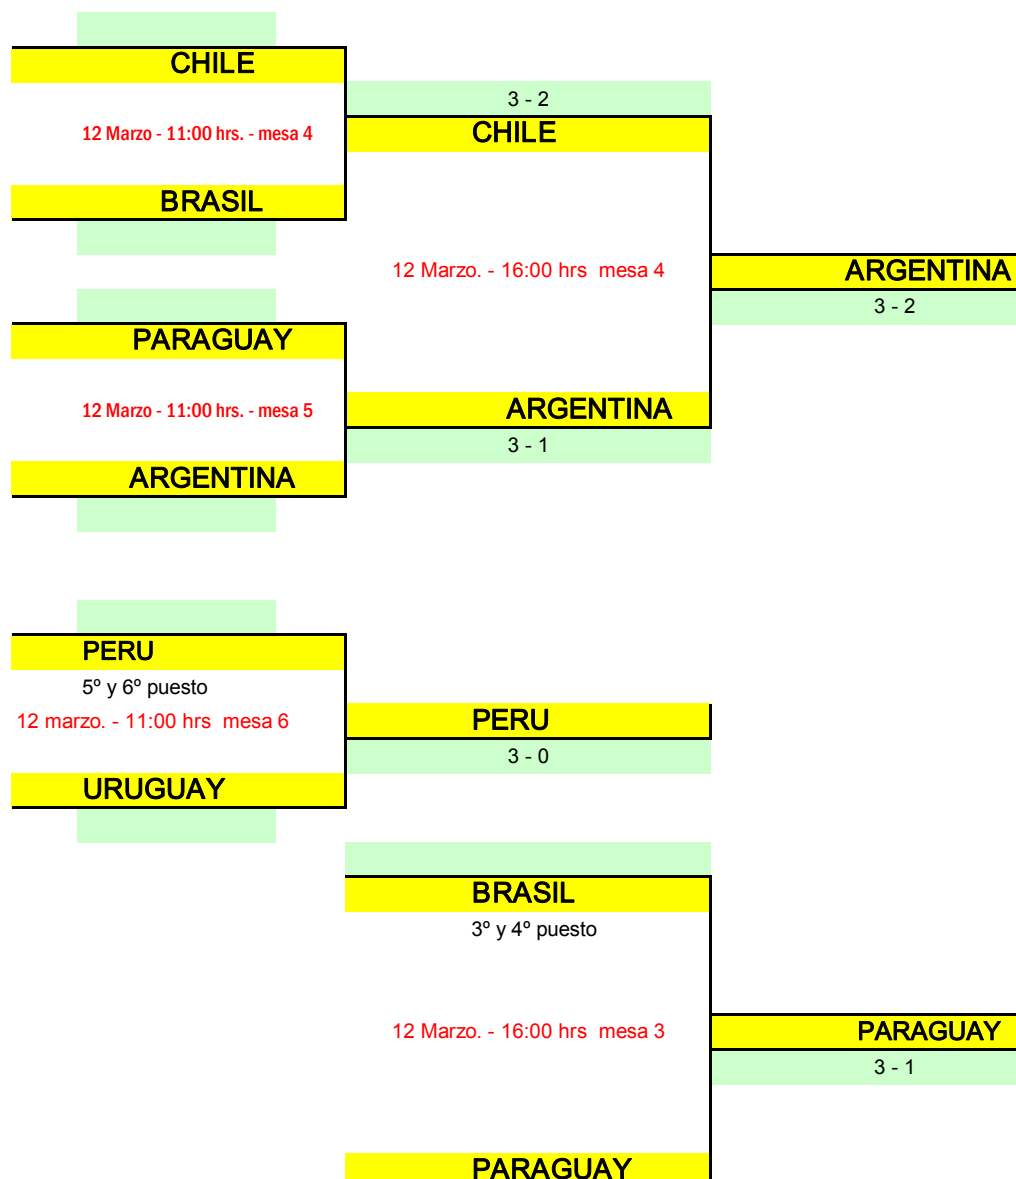 CHILE
3 - 2
12 Marzo - 11:00 hrs. - mesa 4
CHILE
BRASIL
12 Marzo. - 16:00 hrs  mesa 4
ARGENTINA
3 - 2
PARAGUAY
12 Marzo - 11:00 hrs. - mesa 5
ARGENTINA
3 - 1
ARGENTINA
PERU
5º y 6º puesto
12 marzo. - 11:00 hrs  mesa 6
PERU
3 - 0
URUGUAY
BRASIL
3º y 4º puesto
12 Marzo. - 16:00 hrs  mesa 3
PARAGUAY
3 - 1
PARAGUAY